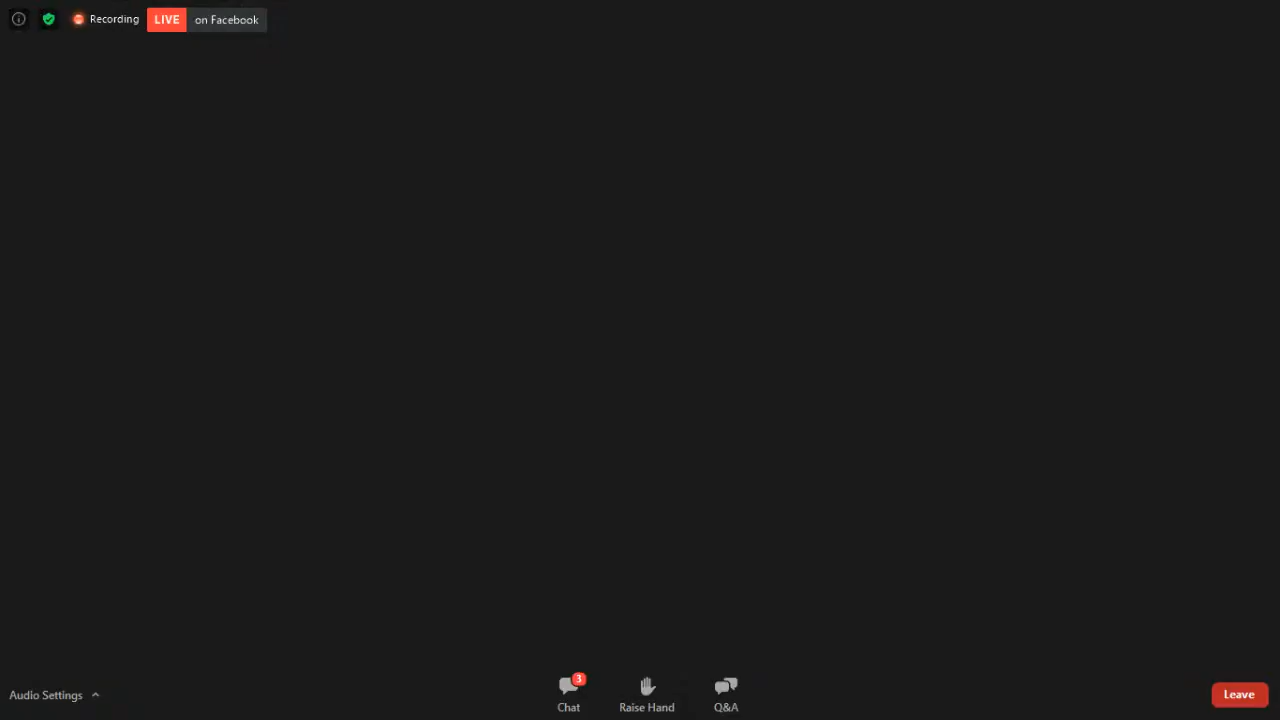 Recording LIVE on Facebook
Audio Settings
3
Chat
Raise Hand
Q&A
Leave